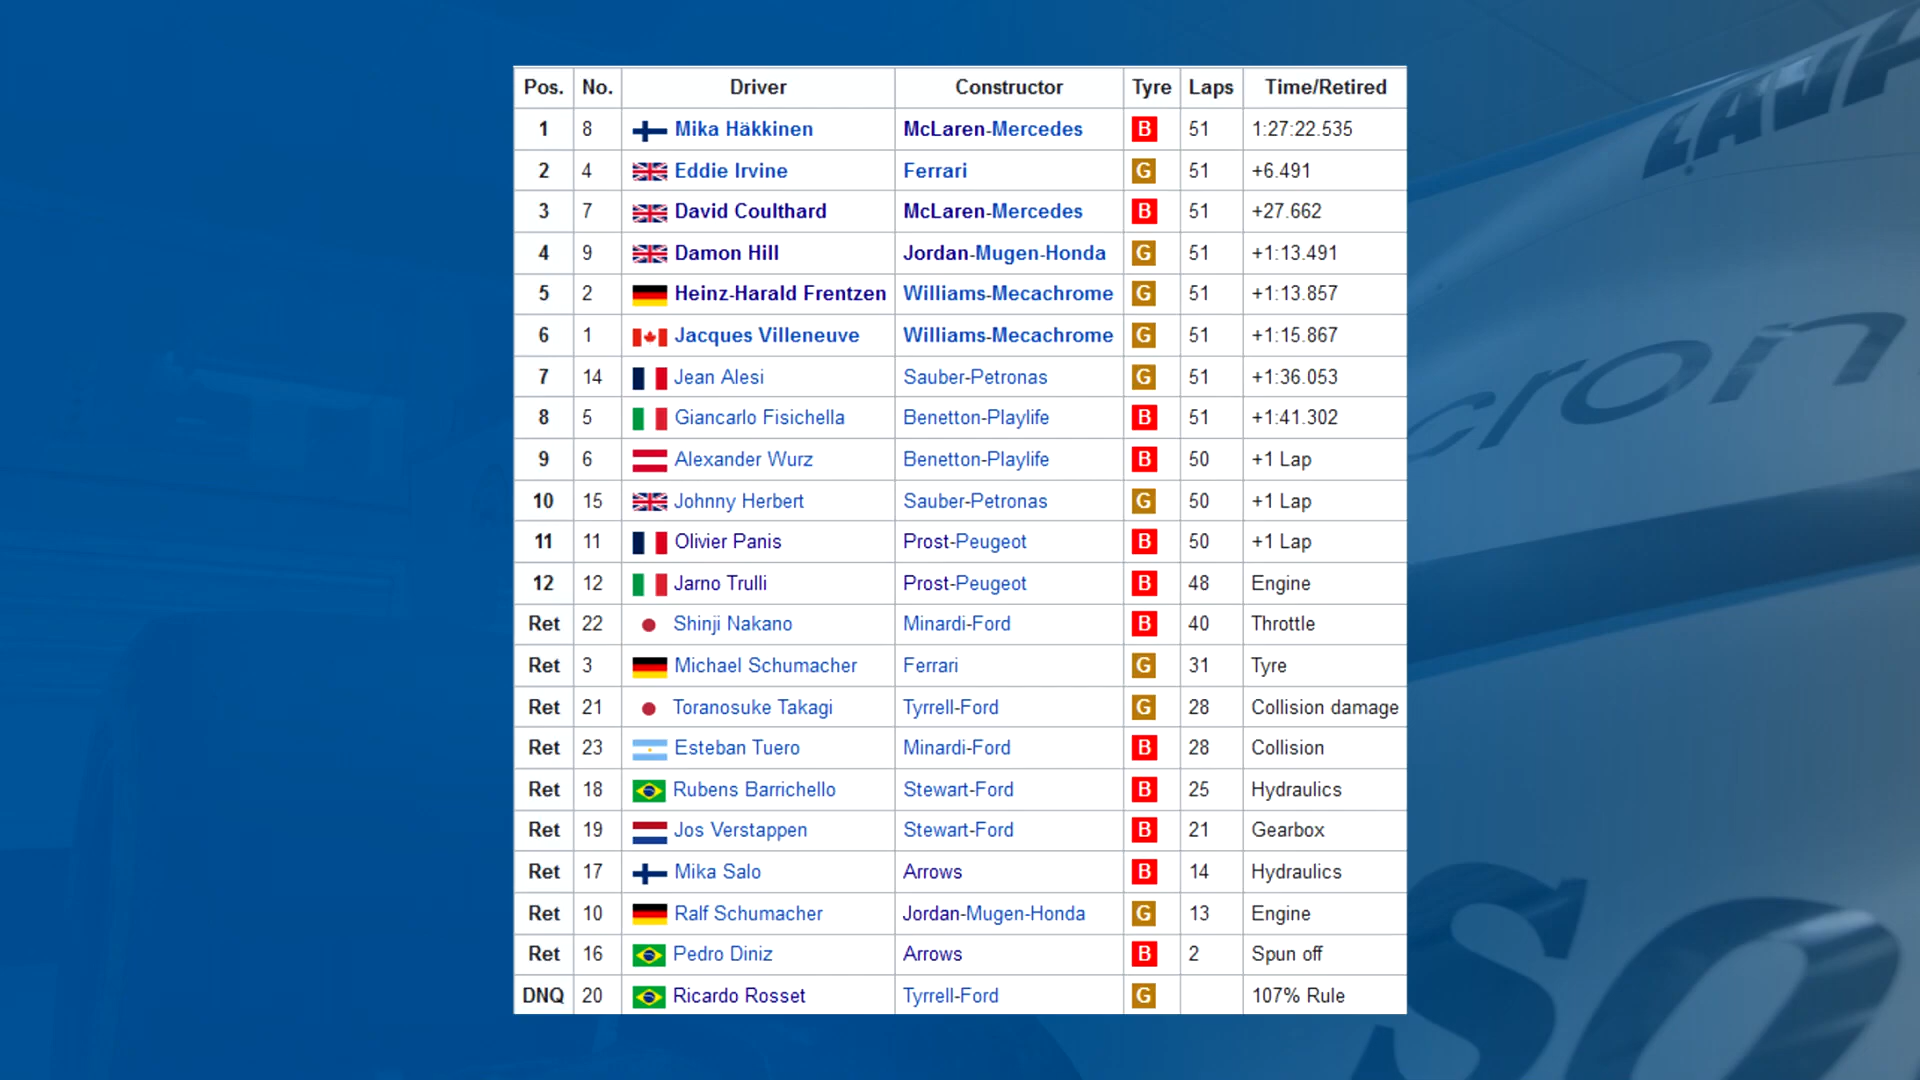 Pos. No. Driver Constructor Tyre Laps Time/Retired
1 8 Mika Häkkinen McLaren-Mercedes B 51 1:27:22.535
2 4 Eddie Irvine Ferrari G 51 +6.491
3 7 David Coulthard McLaren-Mercedes B 51 +27.662
4 9 Damon Hill Jordan-Mugen-Honda G 51 +1:13.491
5 2 Heinz-Harald Frentzen Williams-Mecachrome G 51 +1:13.857
6 1 Jacques Villeneuve Williams-Mecachrome G 51 +1:15.867
7 14 Jean Alesi Sauber-Petronas G 51 +1:36.053
8 5 Giancarlo Fisichella Benetton-Playlife B 51 +1:41.302
9 6 Alexander Wurz Benetton-Playlife B 50 +1 Lap
10 15 Johnny Herbert Sauber-Petronas G 50 +1 Lap
11 11 Olivier Panis Prost-Peugeot B 50 +1 Lap
12 12 Jarno Trulli Prost-Peugeot B 48 Engine
Ret 22 Shinji Nakano Minardi-Ford B 40 Throttle
Ret 3 Michael Schumacher Ferrari G 31 Tyre
Ret 21 Toranosuke Takagi Tyrrell-Ford G 28 Collision damage
Ret 23 Esteban Tuero Minardi-Ford B 28 Collision
Ret 18 Rubens Barrichello Stewart-Ford B 25 Hydraulics
Ret 19 Jos Verstappen Stewart-Ford B 21 Gearbox
Ret 17 Mika Salo Arrows B 14 Hydraulics
Ret 10 Ralf Schumacher Jordan-Mugen-Honda G 13 Engine
Ret 16 Pedro Diniz Arrows B 2 Spun off
DNQ 20 Ricardo Rosset Tyrrell-Ford G 107% Rule